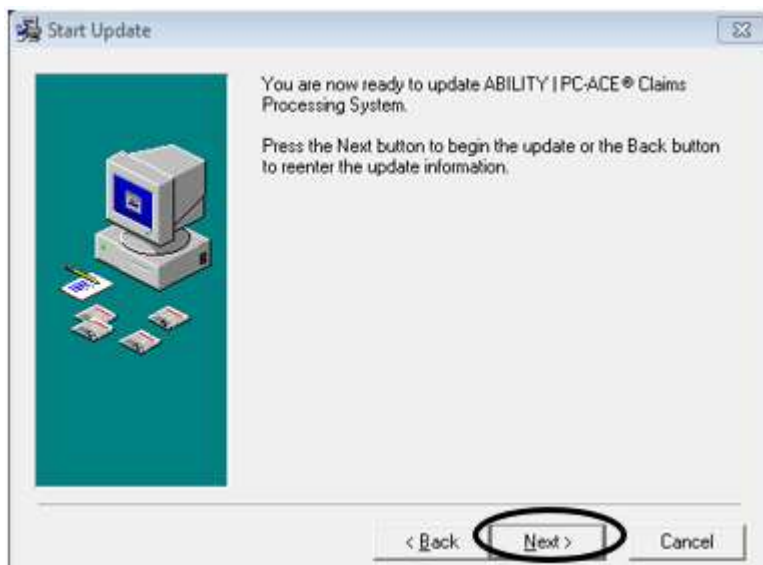 Start Update
You are now ready to update ABILITY | PC-ACE® Claims
Processing System.
Press the Next button to begin the update or the Back button
to reenter the update information.
< Back
Next >
Cancel